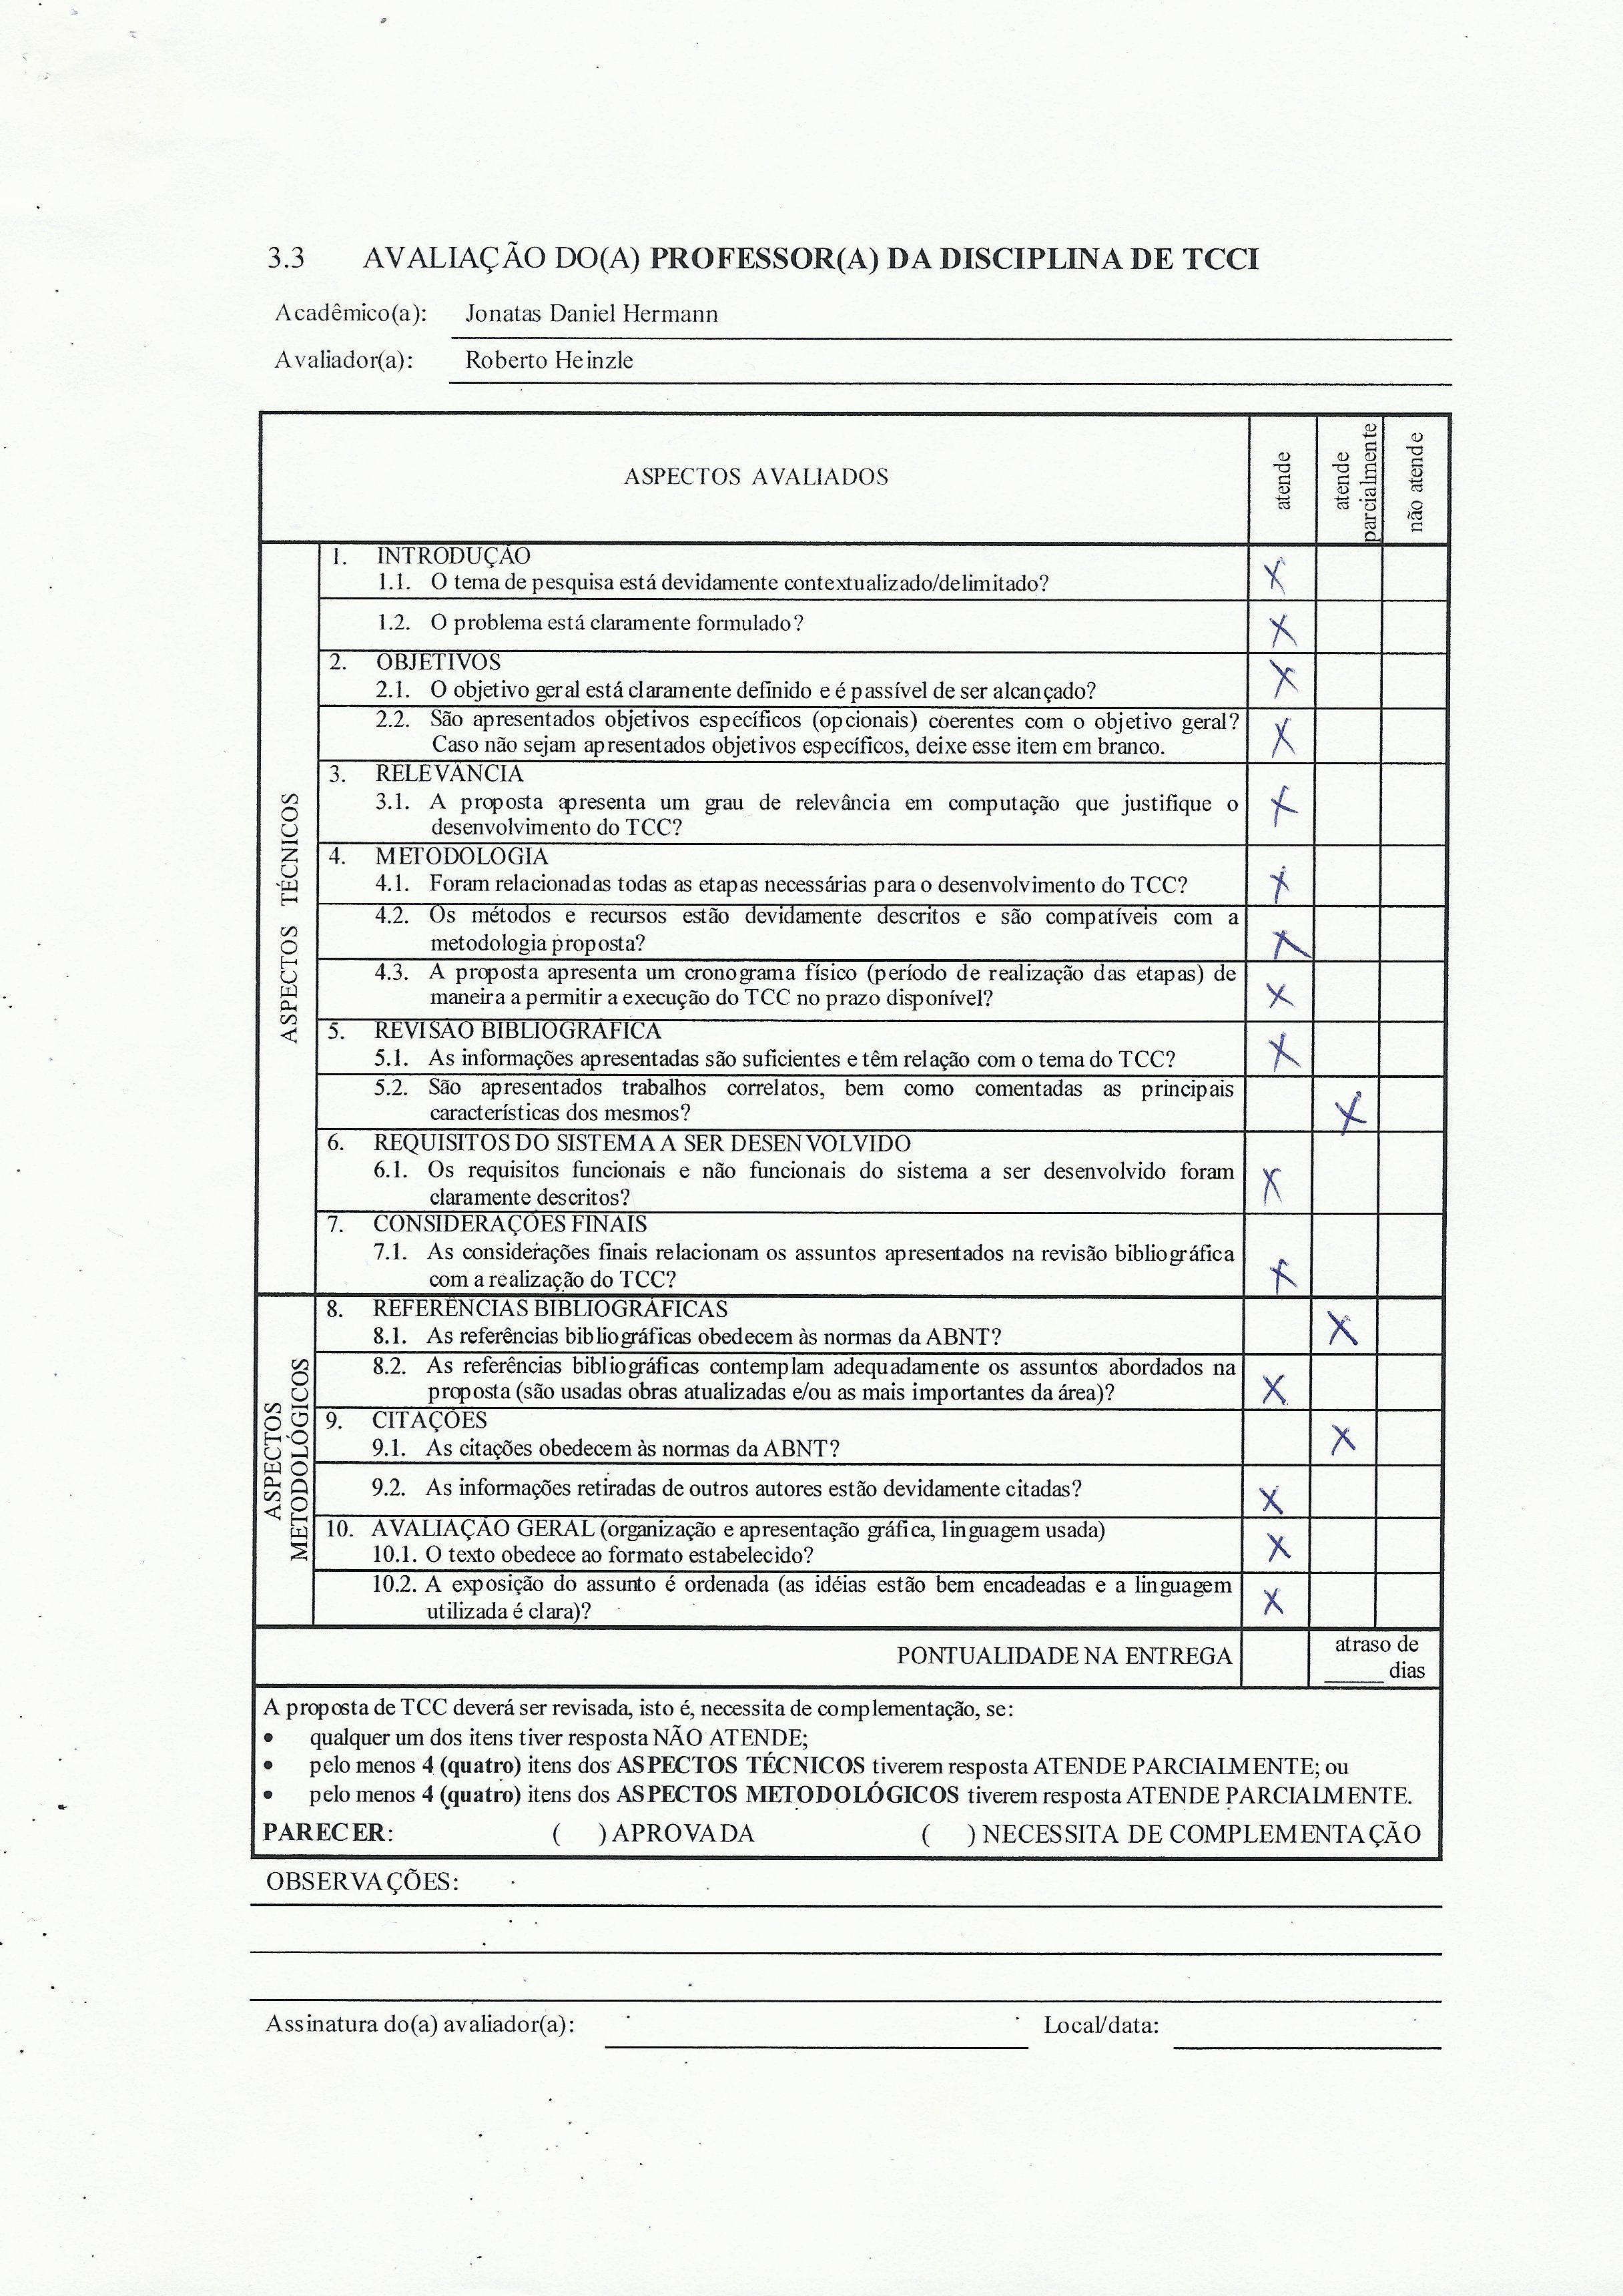 3.3 AVALIAÇÃO DO(A) PROFESSOR(A) DA DISCIPLINA DE TCCI
Acadêmico(a): Jonatas Daniel Hermann
Avaliador(a): Roberto Heinzle
ASPECTOS AVALIADOS
atende
atende parcialmente
não atende
ASPECTOS TÉCNICOS
1. INTRODUÇÃO
1.1. O tema de pesquisa está devidamente contextualizado/delimitado? X
1.2. O problema está claramente formulado? X
2. OBJETIVOS
2.1. O objetivo geral está claramente definido e é passível de ser alcançado? X
2.2. São apresentados objetivos específicos (opcionais) coerentes com o objetivo geral?
Caso não sejam apresentados objetivos específicos, deixe esse item em branco. X
3. RELEVÂNCIA
3.1. A proposta apresenta um grau de relevância em computação que justifique o
desenvolvimento do TCC? X
4. METODOLOGIA
4.1. Foram relacionadas todas as etapas necessárias para o desenvolvimento do TCC? X
4.2. Os métodos e recursos estão devidamente descritos e são compatíveis com a
metodologia proposta? X
4.3. A proposta apresenta um cronograma físico (período de realização das etapas) de
maneira a permitir a execução do TCC no prazo disponível? X
5. REVISÃO BIBLIOGRÁFICA
5.1. As informações apresentadas são suficientes e têm relação com o tema do TCC? X
5.2. São apresentados trabalhos correlatos, bem como comentadas as principais
características dos mesmos? X
6. REQUISITOS DO SISTEMA A SER DESENVOLVIDO
6.1. Os requisitos funcionais e não funcionais do sistema a ser desenvolvido foram
claramente descritos? X
7. CONSIDERAÇÕES FINAIS
7.1. As considerações finais relacionam os assuntos apresentados na revisão bibliográfica
com a realização do TCC? X
ASPECTOS METODOLÓGICOS
8. REFERÊNCIAS BIBLIOGRÁFICAS
8.1. As referências bibliográficas obedecem às normas da ABNT? X
8.2. As referências bibliográficas contemplam adequadamente os assuntos abordados na
proposta (são usadas obras atualizadas e/ou as mais importantes da área)? X
9. CITAÇÕES
9.1. As citações obedecem às normas da ABNT? X
9.2. As informações retiradas de outros autores estão devidamente citadas? X
10. AVALIAÇÃO GERAL (organização e apresentação gráfica, linguagem usada)
10.1. O texto obedece ao formato estabelecido? X
10.2. A exposição do assunto é ordenada (as idéias estão bem encadeadas e a linguagem
utilizada é clara)? X
PONTUALIDADE NA ENTREGA
atraso de
_____ dias
A proposta de TCC deverá ser revisada, isto é, necessita de complementação, se:
• qualquer um dos itens tiver resposta NÃO ATENDE;
• pelo menos 4 (quatro) itens dos ASPECTOS TÉCNICOS tiverem resposta ATENDE PARCIALMENTE; ou
• pelo menos 4 (quatro) itens dos ASPECTOS METODOLÓGICOS tiverem resposta ATENDE PARCIALMENTE.
PARECER: ( ) APROVADA ( ) NECESSITA DE COMPLEMENTAÇÃO
OBSERVAÇÕES:
Assinatura do(a) avaliador(a): Local/data: